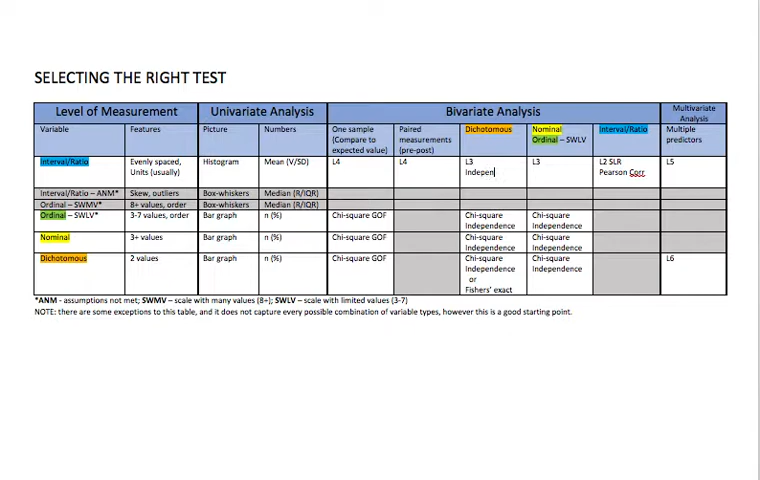 SELECTING THE RIGHT TEST
Level of Measurement Univariate Analysis Bivariate Analysis Multivariate Analysis
Variable Features Picture Numbers One sample (Compare to expected value) Paired measurements (pre-post) Dichotomous Nominal Ordinal – SWLV Interval/Ratio Multiple predictors
Interval/Ratio Evenly spaced, Units (usually) Histogram Mean (V/SD) L4 L4 L3 Indepen L3 L2 SLR Pearson Corr. L5
Interval/Ratio – ANM* Skew, outliers Box-whiskers Median (R/IQR)
Ordinal – SWMV* 8+ values, order Box-whiskers Median (R/IQR)
Ordinal – SWLV* 3-7 values, order Bar graph n (%) Chi-square GOF Chi-square Independence Chi-square Independence
Nominal 3+ values Bar graph n (%) Chi-square GOF Chi-square Independence Chi-square Independence
Dichotomous 2 values Bar graph n (%) Chi-square GOF Chi-square Independence or Fishers' exact Chi-square Independence L6
*ANM - assumptions not met; SWMV – scale with many values (8+); SWLV – scale with limited values (3-7)
NOTE: there are some exceptions to this table, and it does not capture every possible combination of variable types, however this is a good starting point.